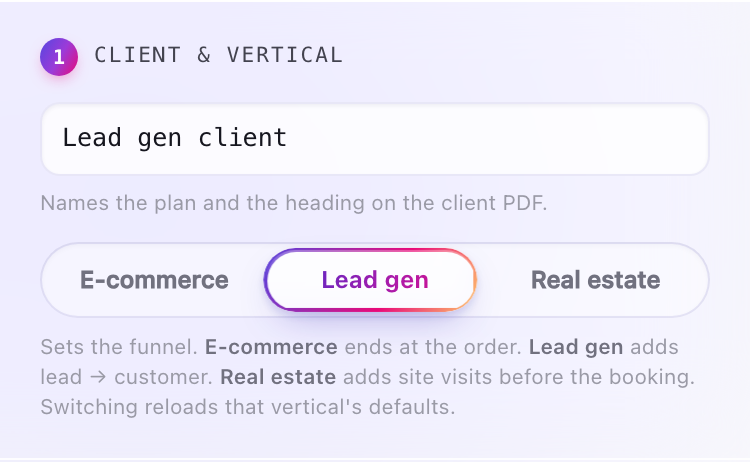 1 CLIENT & VERTICAL
Lead gen client
Names the plan and the heading on the client PDF.
E-commerce Lead gen Real estate
Sets the funnel. E-commerce ends at the order. Lead gen adds
lead → customer. Real estate adds site visits before the booking.
Switching reloads that vertical's defaults.